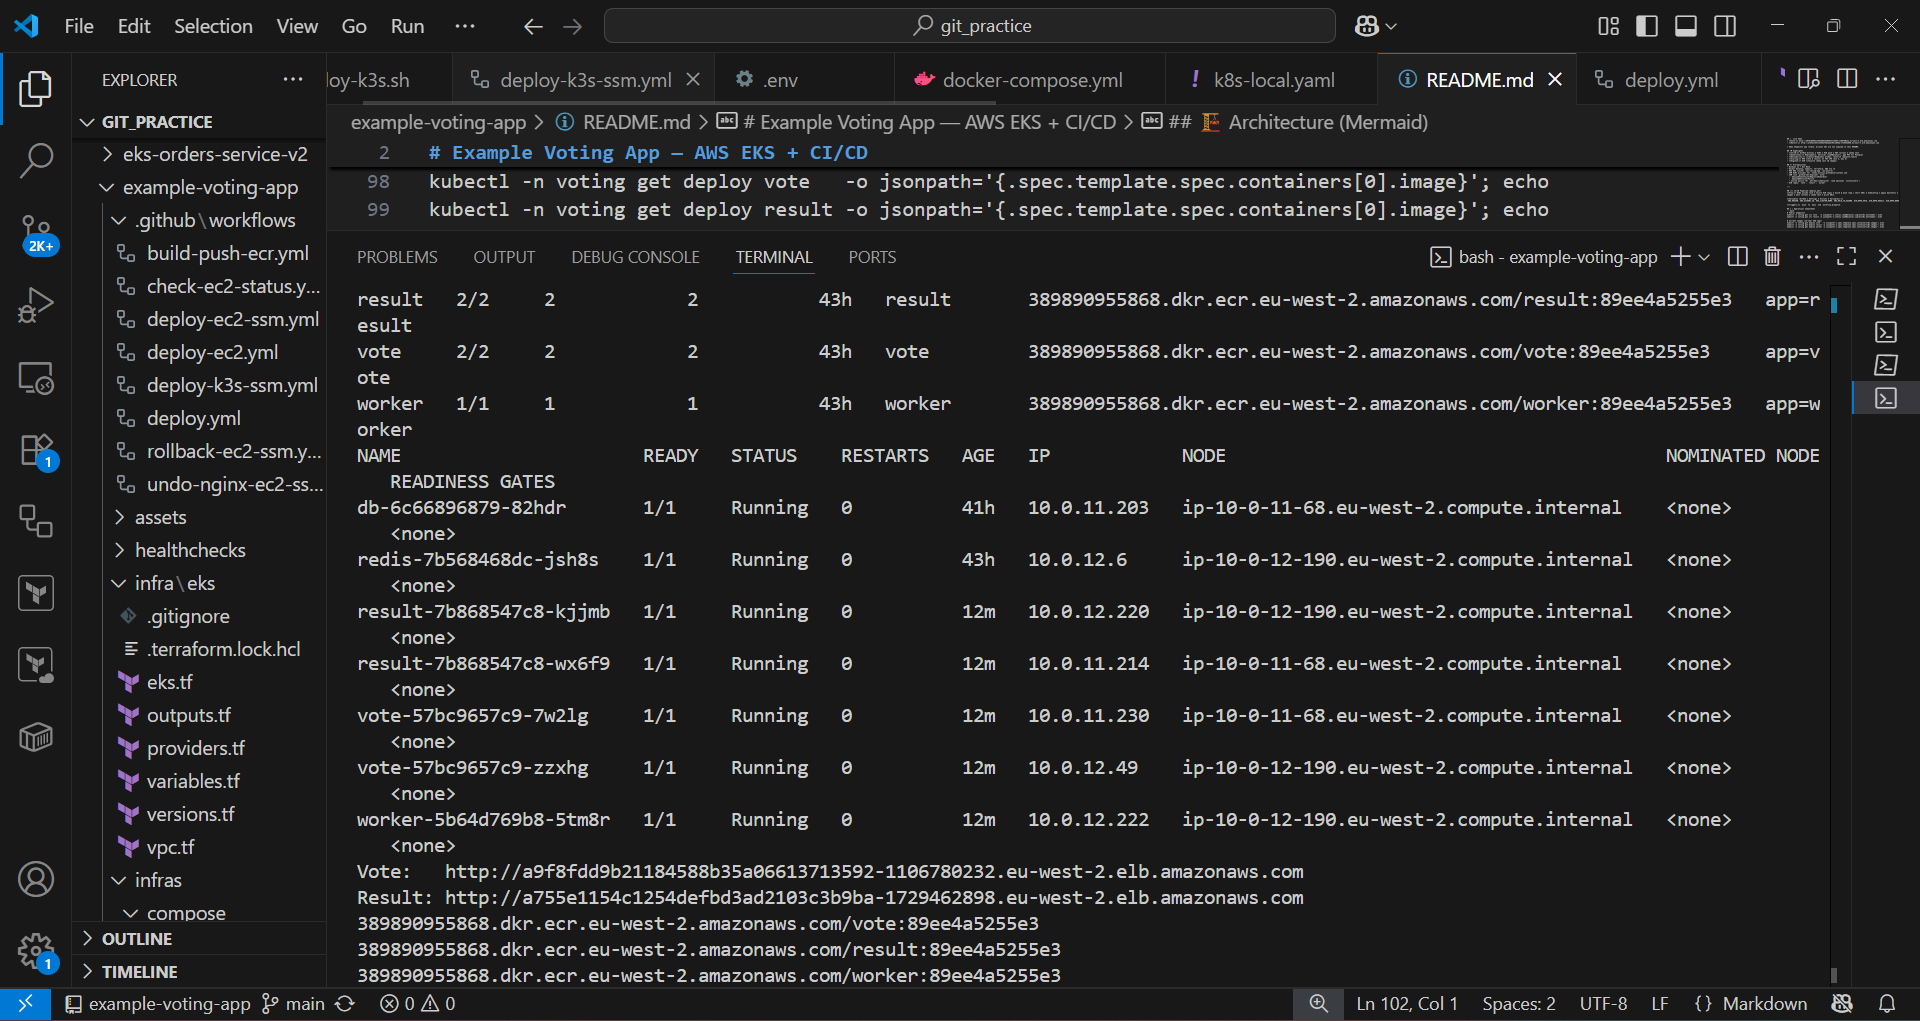 File Edit Selection View Go Run ···
git_practice
EXPLORER ···
GIT_PRACTICE
eks-orders-service-v2
example-voting-app
.github\workflows
build-push-ecr.yml
check-ec2-status.y...
deploy-ec2-ssm.yml
deploy-ec2.yml
deploy-k3s-ssm.yml
deploy.yml
rollback-ec2-ssm.y...
undo-nginx-ec2-ss...
assets
healthchecks
infra\eks
.gitignore
.terraform.lock.hcl
eks.tf
outputs.tf
providers.tf
variables.tf
versions.tf
vpc.tf
infras
compose
OUTLINE
TIMELINE
2K+
1
1
loy-k3s.sh deploy-k3s-ssm.yml .env docker-compose.yml ! k8s-local.yaml README.md deploy.yml
example-voting-app > README.md > abc # Example Voting App — AWS EKS + CI/CD > abc ## Architecture (Mermaid)
2 # Example Voting App — AWS EKS + CI/CD
98 kubectl -n voting get deploy vote   -o jsonpath='{.spec.template.spec.containers[0].image}'; echo
99 kubectl -n voting get deploy result -o jsonpath='{.spec.template.spec.containers[0].image}'; echo
PROBLEMS OUTPUT DEBUG CONSOLE TERMINAL PORTS
bash - example-voting-app
result 2/2 2 2 43h result 389890955868.dkr.ecr.eu-west-2.amazonaws.com/result:89ee4a5255e3 app=r
esult
vote 2/2 2 2 43h vote 389890955868.dkr.ecr.eu-west-2.amazonaws.com/vote:89ee4a5255e3 app=v
ote
worker 1/1 1 1 43h worker 389890955868.dkr.ecr.eu-west-2.amazonaws.com/worker:89ee4a5255e3 app=w
orker
NAME READY STATUS RESTARTS AGE IP NODE NOMINATED NODE
READINESS GATES
db-6c66896879-82hdr 1/1 Running 0 41h 10.0.11.203 ip-10-0-11-68.eu-west-2.compute.internal <none>
<none>
redis-7b568468dc-jsh8s 1/1 Running 0 43h 10.0.12.6 ip-10-0-12-190.eu-west-2.compute.internal <none>
<none>
result-7b868547c8-kjjmb 1/1 Running 0 12m 10.0.12.220 ip-10-0-12-190.eu-west-2.compute.internal <none>
<none>
result-7b868547c8-wx6f9 1/1 Running 0 12m 10.0.11.214 ip-10-0-11-68.eu-west-2.compute.internal <none>
<none>
vote-57bc9657c9-7w2lg 1/1 Running 0 12m 10.0.11.230 ip-10-0-11-68.eu-west-2.compute.internal <none>
<none>
vote-57bc9657c9-zzxhg 1/1 Running 0 12m 10.0.12.49 ip-10-0-12-190.eu-west-2.compute.internal <none>
<none>
worker-5b64d769b8-5tm8r 1/1 Running 0 12m 10.0.12.222 ip-10-0-12-190.eu-west-2.compute.internal <none>
<none>
Vote: http://a9f8fdd9b21184588b35a06613713592-1106780232.eu-west-2.elb.amazonaws.com
Result: http://a755e1154c1254defbd3ad2103c3b9ba-1729462898.eu-west-2.elb.amazonaws.com
389890955868.dkr.ecr.eu-west-2.amazonaws.com/vote:89ee4a5255e3
389890955868.dkr.ecr.eu-west-2.amazonaws.com/result:89ee4a5255e3
389890955868.dkr.ecr.eu-west-2.amazonaws.com/worker:89ee4a5255e3
example-voting-app main 0 0 Ln 102, Col 1 Spaces: 2 UTF-8 LF {} Markdown